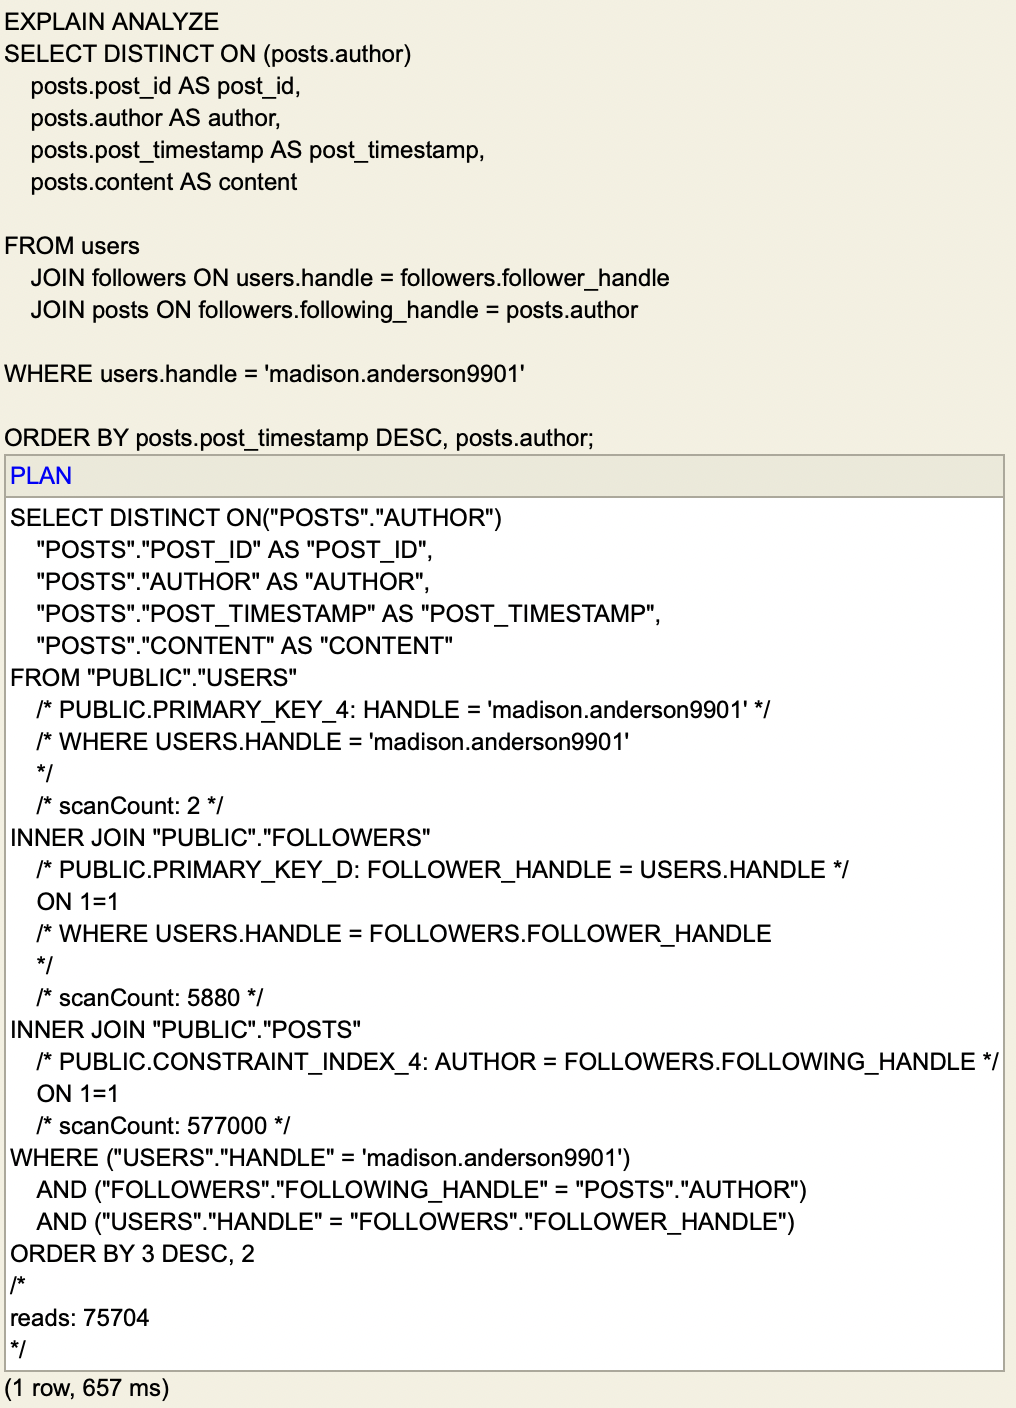 EXPLAIN ANALYZE
SELECT DISTINCT ON (posts.author)
posts.post_id AS post_id,
posts.author AS author,
posts.post_timestamp AS post_timestamp,
posts.content AS content
FROM users
JOIN followers ON users.handle = followers.follower_handle
JOIN posts ON followers.following_handle = posts.author
WHERE users.handle = 'madison.anderson9901'
ORDER BY posts.post_timestamp DESC, posts.author;
PLAN
SELECT DISTINCT ON("POSTS"."AUTHOR")
"POSTS"."POST_ID" AS "POST_ID",
"POSTS"."AUTHOR" AS "AUTHOR",
"POSTS"."POST_TIMESTAMP" AS "POST_TIMESTAMP",
"POSTS"."CONTENT" AS "CONTENT"
FROM "PUBLIC"."USERS"
/* PUBLIC.PRIMARY_KEY_4: HANDLE = 'madison.anderson9901' */
/* WHERE USERS.HANDLE = 'madison.anderson9901'
*/
/* scanCount: 2 */
INNER JOIN "PUBLIC"."FOLLOWERS"
/* PUBLIC.PRIMARY_KEY_D: FOLLOWER_HANDLE = USERS.HANDLE */
ON 1=1
/* WHERE USERS.HANDLE = FOLLOWERS.FOLLOWER_HANDLE
*/
/* scanCount: 5880 */
INNER JOIN "PUBLIC"."POSTS"
/* PUBLIC.CONSTRAINT_INDEX_4: AUTHOR = FOLLOWERS.FOLLOWING_HANDLE */
ON 1=1
/* scanCount: 577000 */
WHERE ("USERS"."HANDLE" = 'madison.anderson9901')
AND ("FOLLOWERS"."FOLLOWING_HANDLE" = "POSTS"."AUTHOR")
AND ("USERS"."HANDLE" = "FOLLOWERS"."FOLLOWER_HANDLE")
ORDER BY 3 DESC, 2
/*
reads: 75704
*/
(1 row, 657 ms)